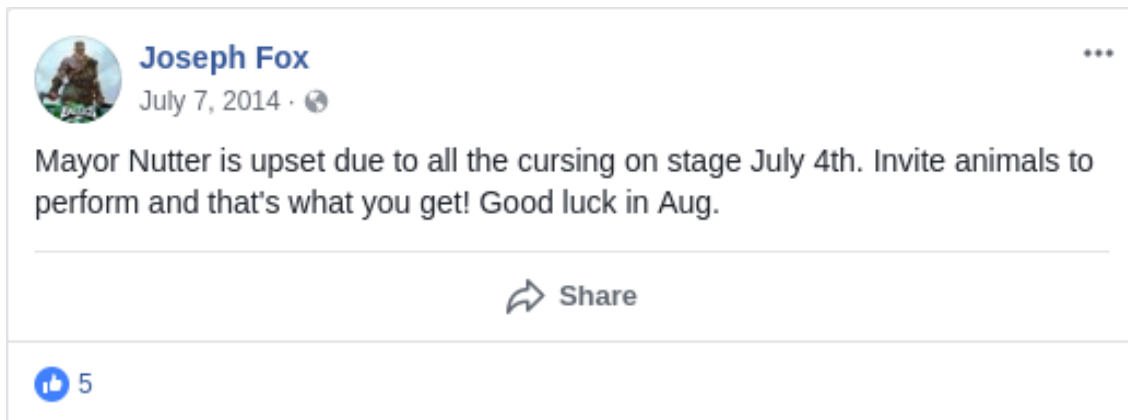 Joseph Fox
July 7, 2014 ·
Mayor Nutter is upset due to all the cursing on stage July 4th. Invite animals to
perform and that's what you get! Good luck in Aug.
Share
5